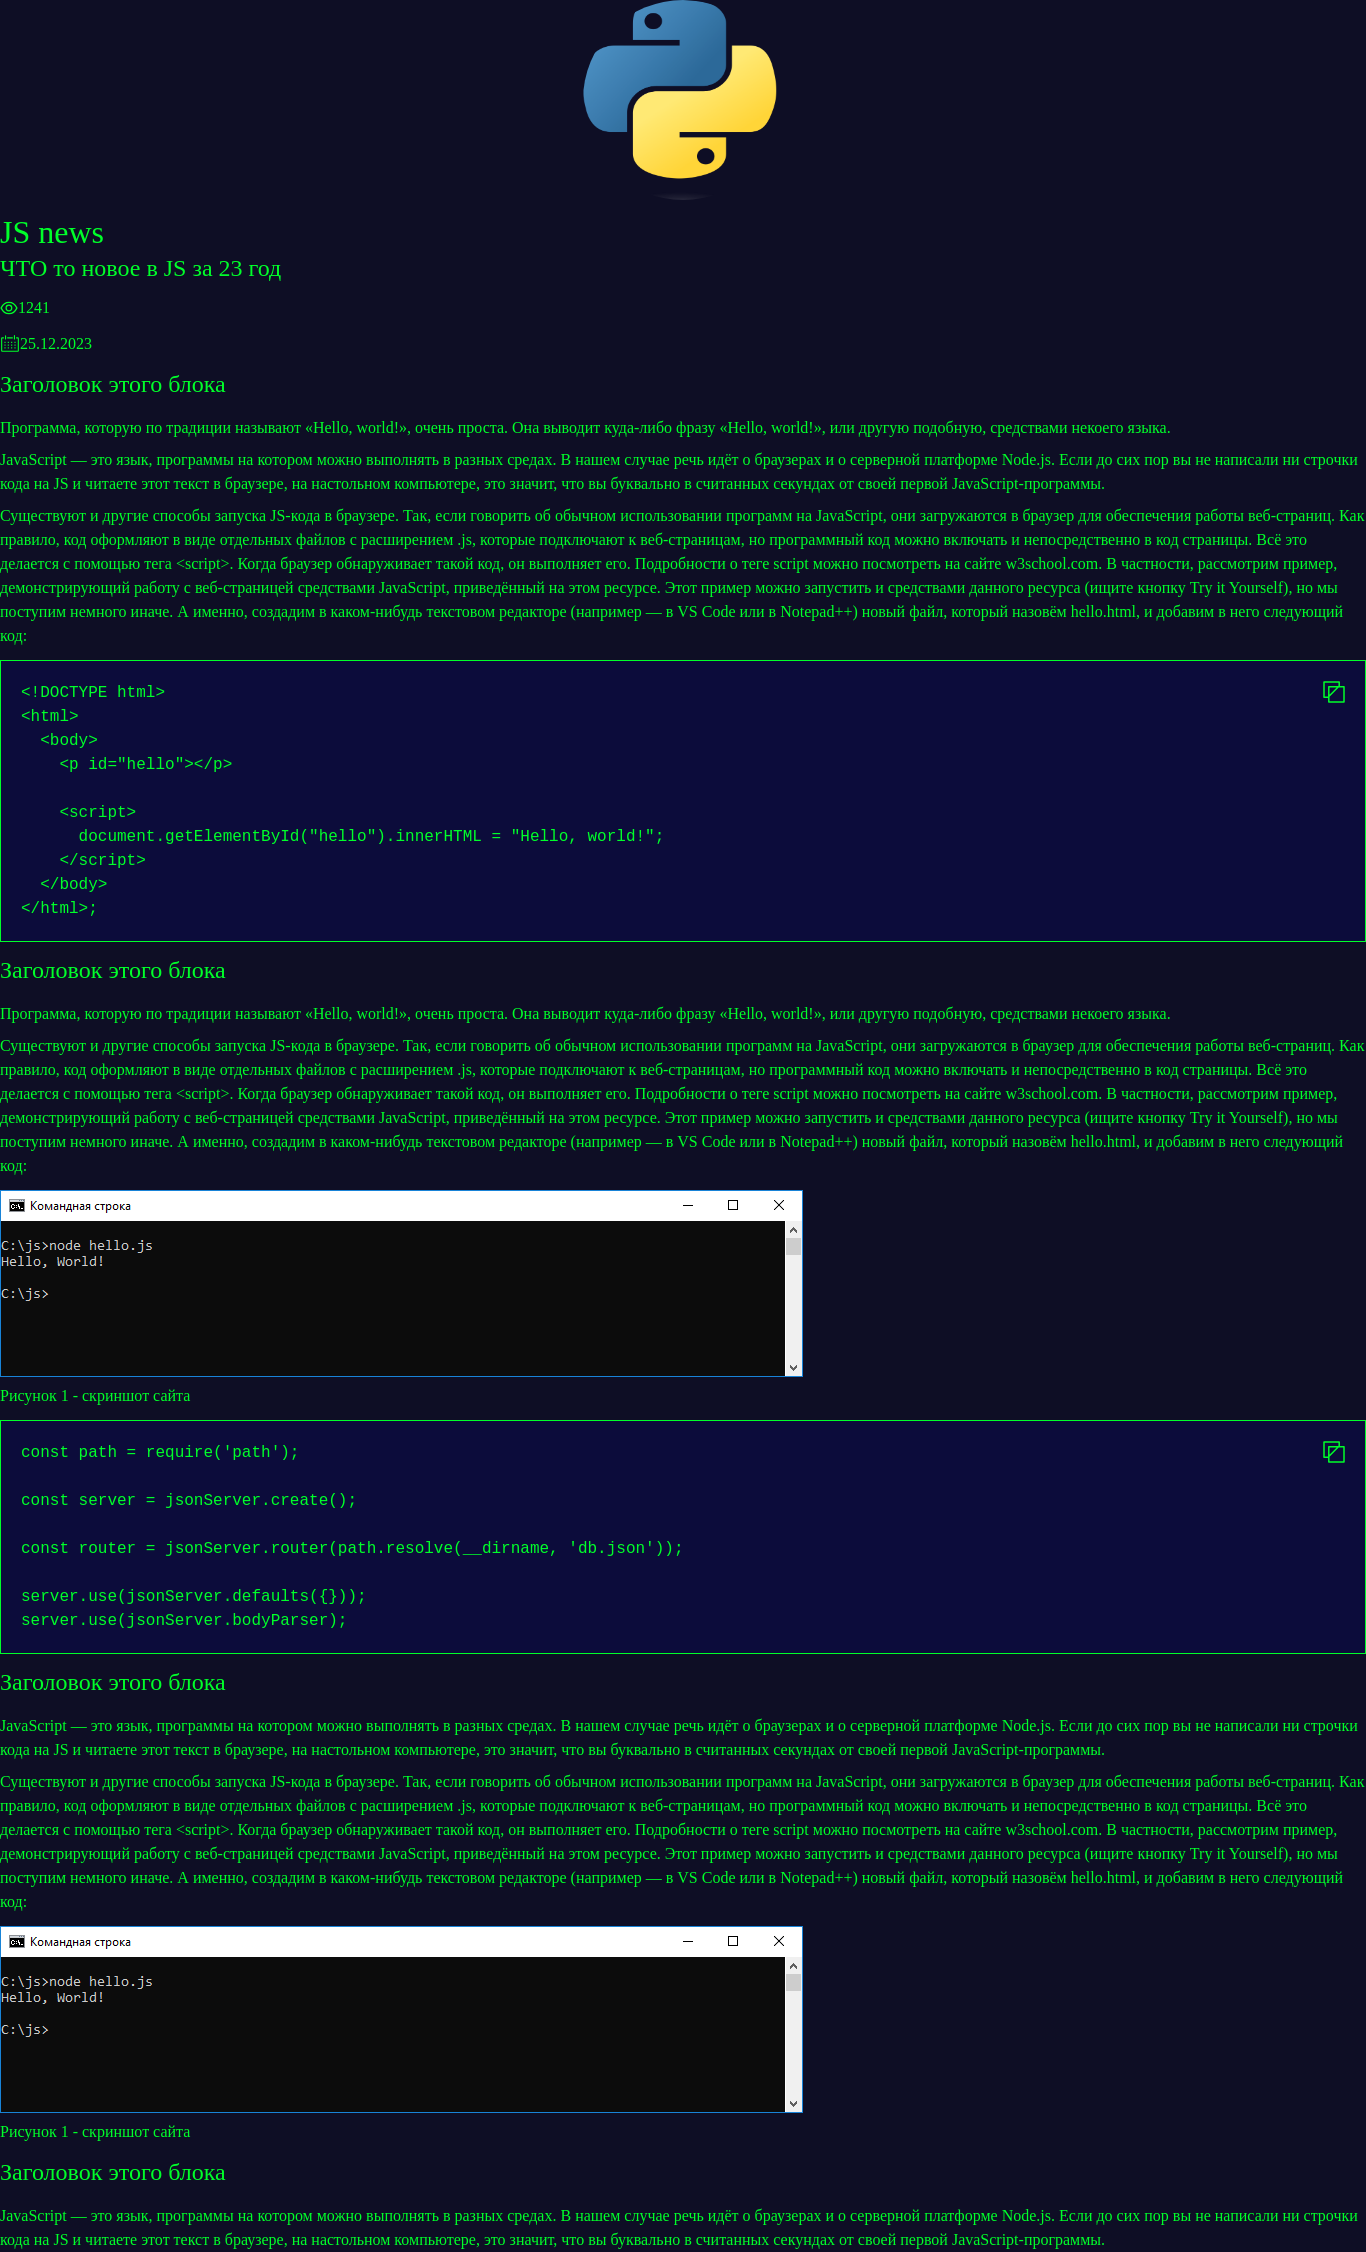 JS news
ЧТО то новое в JS за 23 год
1241
25.12.2023
Заголовок этого блока
Программа, которую по традиции называют «Hello, world!», очень проста. Она выводит куда-либо фразу «Hello, world!», или другую подобную, средствами некоего языка.
JavaScript — это язык, программы на котором можно выполнять в разных средах. В нашем случае речь идёт о браузерах и о серверной платформе Node.js. Если до сих пор вы не написали ни строчки
кода на JS и читаете этот текст в браузере, на настольном компьютере, это значит, что вы буквально в считанных секундах от своей первой JavaScript-программы.
Существуют и другие способы запуска JS-кода в браузере. Так, если говорить об обычном использовании программ на JavaScript, они загружаются в браузер для обеспечения работы веб-страниц. Как
правило, код оформляют в виде отдельных файлов с расширением .js, которые подключают к веб-страницам, но программный код можно включать и непосредственно в код страницы. Всё это
делается с помощью тега <script>. Когда браузер обнаруживает такой код, он выполняет его. Подробности о теге script можно посмотреть на сайте w3school.com. В частности, рассмотрим пример,
демонстрирующий работу с веб-страницей средствами JavaScript, приведённый на этом ресурсе. Этот пример можно запустить и средствами данного ресурса (ищите кнопку Try it Yourself), но мы
поступим немного иначе. А именно, создадим в каком-нибудь текстовом редакторе (например — в VS Code или в Notepad++) новый файл, который назовём hello.html, и добавим в него следующий
код:
<!DOCTYPE html>
<html>
  <body>
    <p id="hello"></p>
    <script>
      document.getElementById("hello").innerHTML = "Hello, world!";
    </script>
  </body>
</html>;
Заголовок этого блока
Программа, которую по традиции называют «Hello, world!», очень проста. Она выводит куда-либо фразу «Hello, world!», или другую подобную, средствами некоего языка.
Существуют и другие способы запуска JS-кода в браузере. Так, если говорить об обычном использовании программ на JavaScript, они загружаются в браузер для обеспечения работы веб-страниц. Как
правило, код оформляют в виде отдельных файлов с расширением .js, которые подключают к веб-страницам, но программный код можно включать и непосредственно в код страницы. Всё это
делается с помощью тега <script>. Когда браузер обнаруживает такой код, он выполняет его. Подробности о теге script можно посмотреть на сайте w3school.com. В частности, рассмотрим пример,
демонстрирующий работу с веб-страницей средствами JavaScript, приведённый на этом ресурсе. Этот пример можно запустить и средствами данного ресурса (ищите кнопку Try it Yourself), но мы
поступим немного иначе. А именно, создадим в каком-нибудь текстовом редакторе (например — в VS Code или в Notepad++) новый файл, который назовём hello.html, и добавим в него следующий
код:
Командная строка
C:\js>node hello.js
Hello, World!
C:\js>
Рисунок 1 - скриншот сайта
const path = require('path');
const server = jsonServer.create();
const router = jsonServer.router(path.resolve(__dirname, 'db.json'));
server.use(jsonServer.defaults({}));
server.use(jsonServer.bodyParser);
Заголовок этого блока
JavaScript — это язык, программы на котором можно выполнять в разных средах. В нашем случае речь идёт о браузерах и о серверной платформе Node.js. Если до сих пор вы не написали ни строчки
кода на JS и читаете этот текст в браузере, на настольном компьютере, это значит, что вы буквально в считанных секундах от своей первой JavaScript-программы.
Существуют и другие способы запуска JS-кода в браузере. Так, если говорить об обычном использовании программ на JavaScript, они загружаются в браузер для обеспечения работы веб-страниц. Как
правило, код оформляют в виде отдельных файлов с расширением .js, которые подключают к веб-страницам, но программный код можно включать и непосредственно в код страницы. Всё это
делается с помощью тега <script>. Когда браузер обнаруживает такой код, он выполняет его. Подробности о теге script можно посмотреть на сайте w3school.com. В частности, рассмотрим пример,
демонстрирующий работу с веб-страницей средствами JavaScript, приведённый на этом ресурсе. Этот пример можно запустить и средствами данного ресурса (ищите кнопку Try it Yourself), но мы
поступим немного иначе. А именно, создадим в каком-нибудь текстовом редакторе (например — в VS Code или в Notepad++) новый файл, который назовём hello.html, и добавим в него следующий
код:
Командная строка
C:\js>node hello.js
Hello, World!
C:\js>
Рисунок 1 - скриншот сайта
Заголовок этого блока
JavaScript — это язык, программы на котором можно выполнять в разных средах. В нашем случае речь идёт о браузерах и о серверной платформе Node.js. Если до сих пор вы не написали ни строчки
кода на JS и читаете этот текст в браузере, на настольном компьютере, это значит, что вы буквально в считанных секундах от своей первой JavaScript-программы.